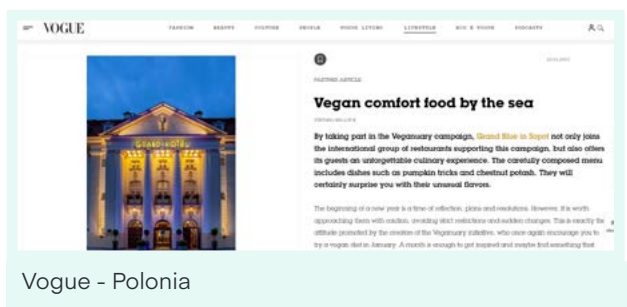 VOGUE
FASHION BEAUTY CULTURE PEOPLE VOGUE LIVING LIFESTYLE PODCASTS
PARTNER ARTICLE
Vegan comfort food by the sea
By taking part in the Veganuary campaign, Grand Blue in Sopot not only joins
the international group of restaurants supporting this campaign, but also offers
its guests an unforgettable culinary experience. The carefully composed menu
includes dishes such as pumpkin tricks and chestnut potash. They will
certainly surprise you with their unusual flavors.
The beginning of a new year is a time of reflection, plans and resolutions. However, it is worth
approaching them with caution, avoiding strict restrictions and sudden changes. This is exactly the
attitude promoted by the creators of the Veganuary initiative, who once again encourage you to
try a vegan diet in January. A month is enough to get inspired and maybe find something that
GRAND HOTEL
Vogue - Polonia